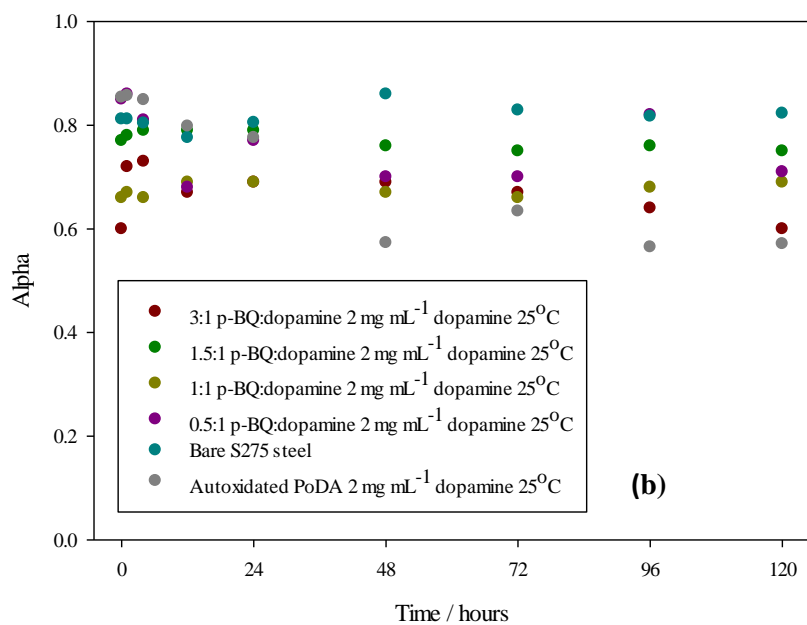 1.0
0.8
0.6
0.4
0.2
0.0
Alpha
3:1 p-BQ:dopamine 2 mg mL⁻¹ dopamine 25ᴼC
1.5:1 p-BQ:dopamine 2 mg mL⁻¹ dopamine 25ᴼC
1:1 p-BQ:dopamine 2 mg mL⁻¹ dopamine 25ᴼC
0.5:1 p-BQ:dopamine 2 mg mL⁻¹ dopamine 25ᴼC
Bare S275 steel
Autoxidated PoDA 2 mg mL⁻¹ dopamine 25ᴼC
(b)
0 24 48 72 96 120
Time / hours